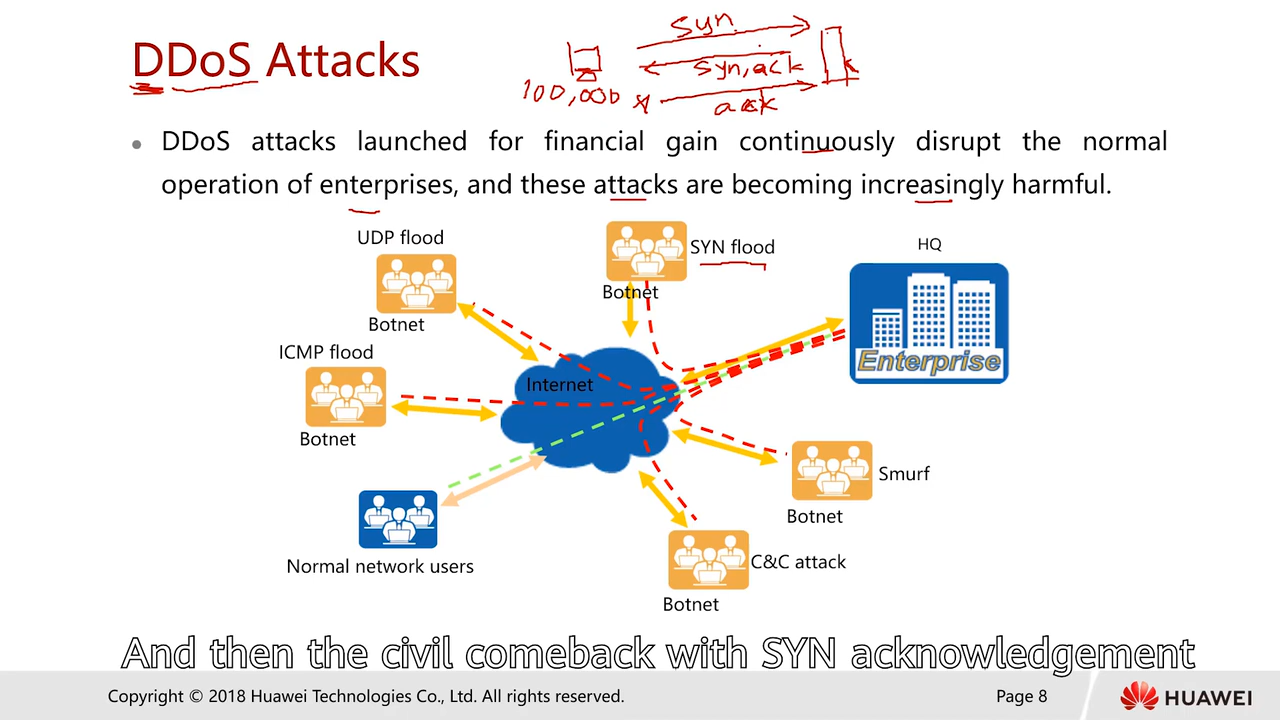 DDoS Attacks
syn
syn,ack
100,000
ack
• DDoS attacks launched for financial gain continuously disrupt the normal
operation of enterprises, and these attacks are becoming increasingly harmful.
UDP flood
SYN flood
HQ
Botnet
Botnet
ICMP flood
Enterprise
Internet
Botnet
Smurf
Botnet
Normal network users
C&C attack
Botnet
And then the civil comeback with SYN acknowledgement
Copyright © 2018 Huawei Technologies Co., Ltd. All rights reserved.
Page 8
HUAWEI